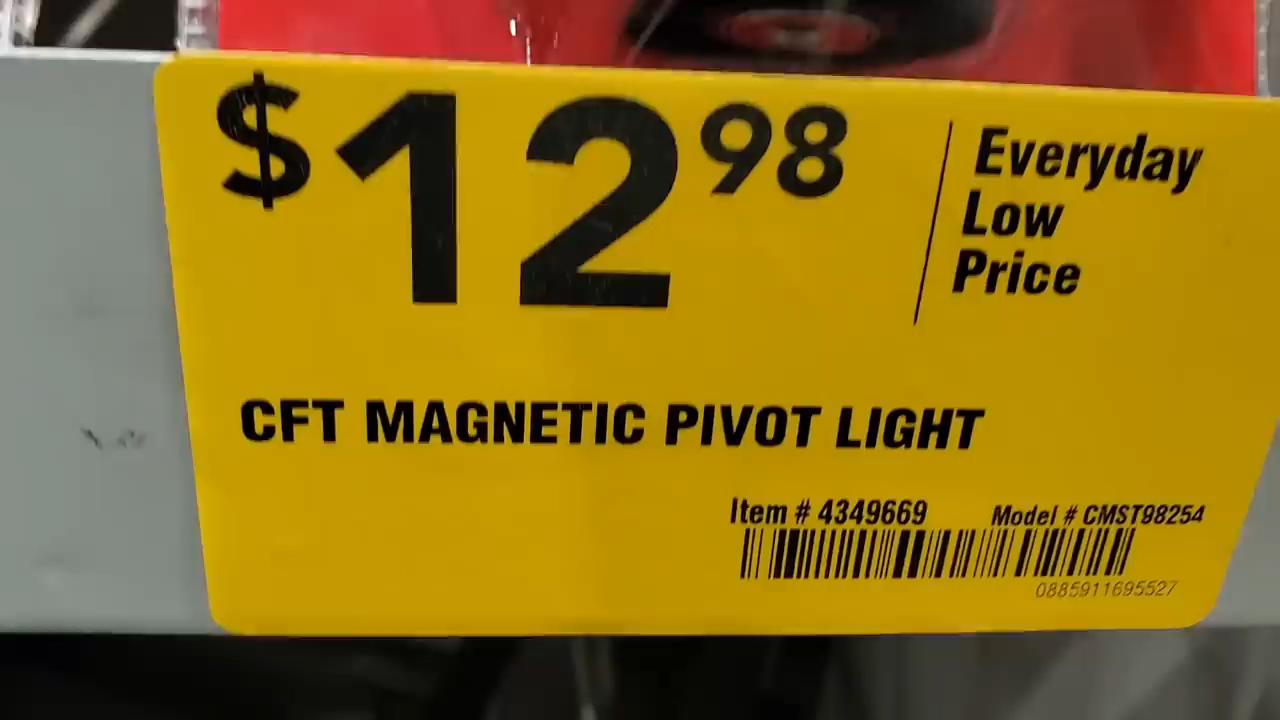 $12 98
Everyday
Low
Price
CFT MAGNETIC PIVOT LIGHT
Item # 4349669 Model # CMST98254
0885911695527